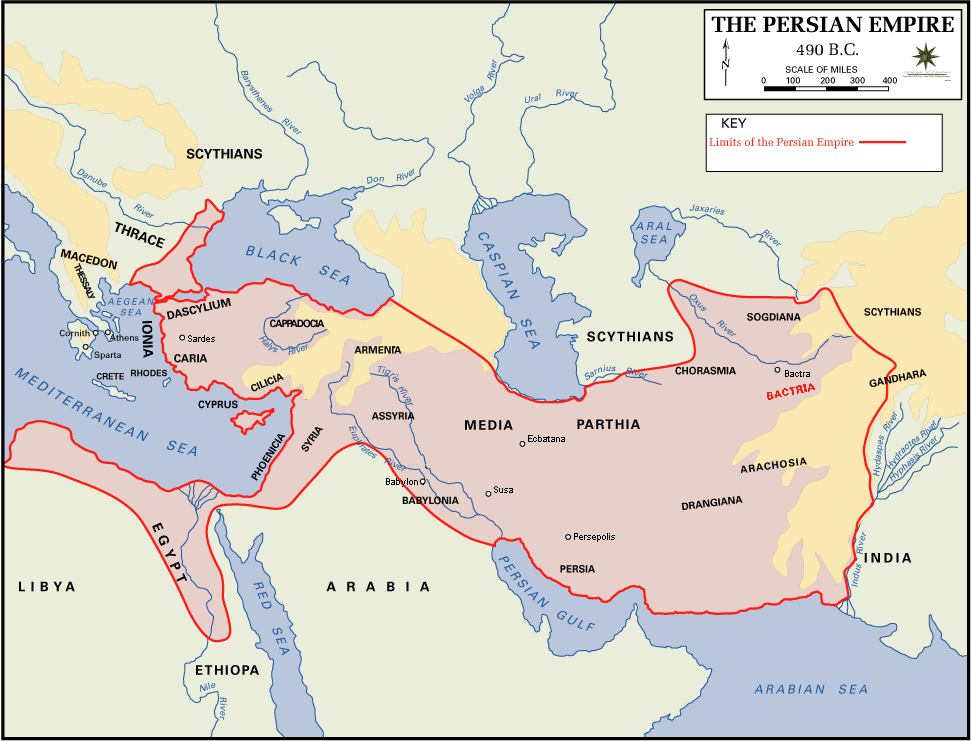 THE PERSIAN EMPIRE
490 B.C.
N
SCALE OF MILES
0 100 200 300 400
KEY
Limits of the Persian Empire
Volga River
Ural River
Barysthenes River
SCYTHIANS
Don River
Danube River
Jaxartes River
ARAL SEA
THRACE
BLACK SEA
CASPIAN SEA
MACEDON
THESSALY
AEGEAN SEA
DASCYLIUM
Oxus River
SOGDIANA
SCYTHIANS
IONIA
CAPPADOCIA
Halys River
Cornith
Athens
Sardes
SCYTHIANS
Sparta
CARIA
ARMENIA
Sarnius River
CHORASMIA
Bactra
BACTRIA
GANDHARA
CRETE
RHODES
CILICIA
Tigris River
MEDITERRANEAN SEA
CYPRUS
ASSYRIA
MEDIA
PARTHIA
Hydaspes River
Hydraotes River
Hyphasis River
PHOENICIA
SYRIA
Euphrates River
Ecbatana
ARACHOSIA
Babylon
BABYLONIA
Susa
DRANGIANA
EGYPT
Persepolis
PERSIA
Indus River
INDIA
LIBYA
ARABIA
RED SEA
PERSIAN GULF
ETHIOPA
Nile River
ARABIAN SEA